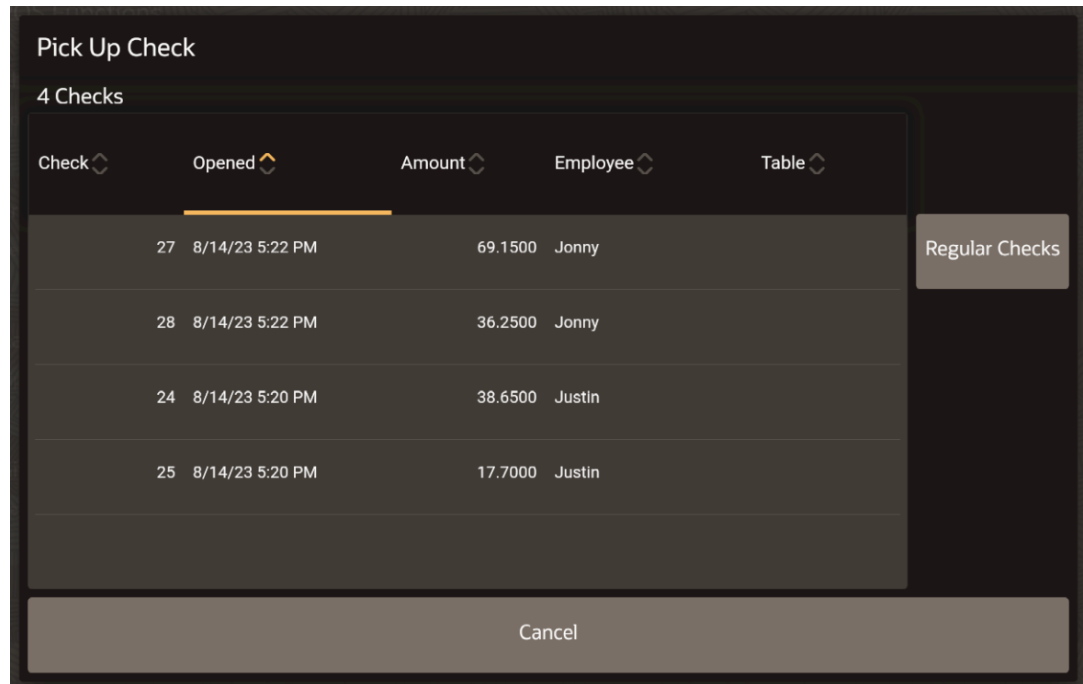 Pick Up Check
4 Checks
Check Opened Amount Employee Table
27 8/14/23 5:22 PM 69.1500 Jonny
28 8/14/23 5:22 PM 36.2500 Jonny
24 8/14/23 5:20 PM 38.6500 Justin
25 8/14/23 5:20 PM 17.7000 Justin
Regular Checks
Cancel